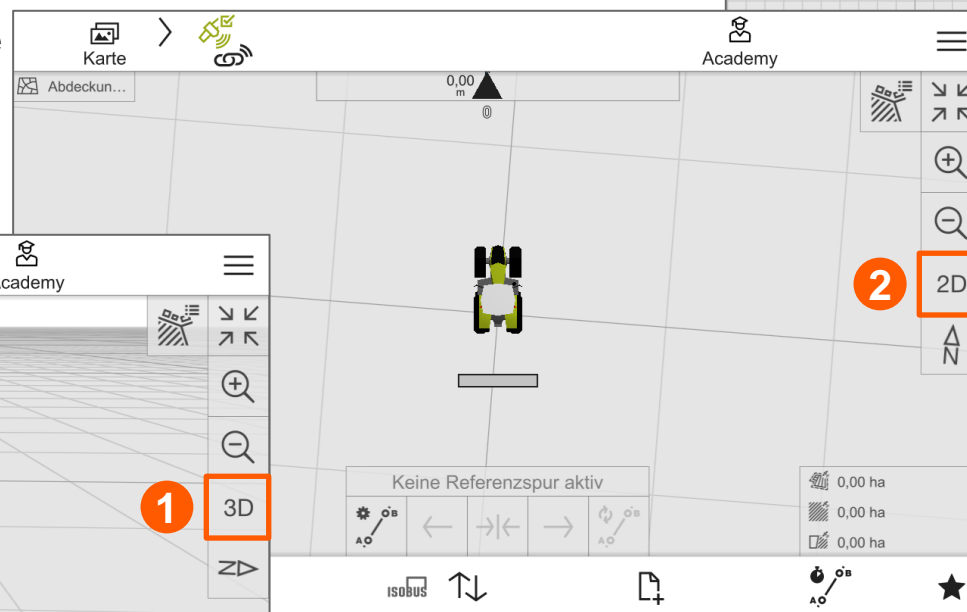 Karte
Academy
Abdeckun...
0,00
m
0
2
2D
N
cademy
1
3D
N
Keine Referenzspur aktiv
B
A
B
A
0,00 ha
0,00 ha
0,00 ha
ISOBUS
B
A